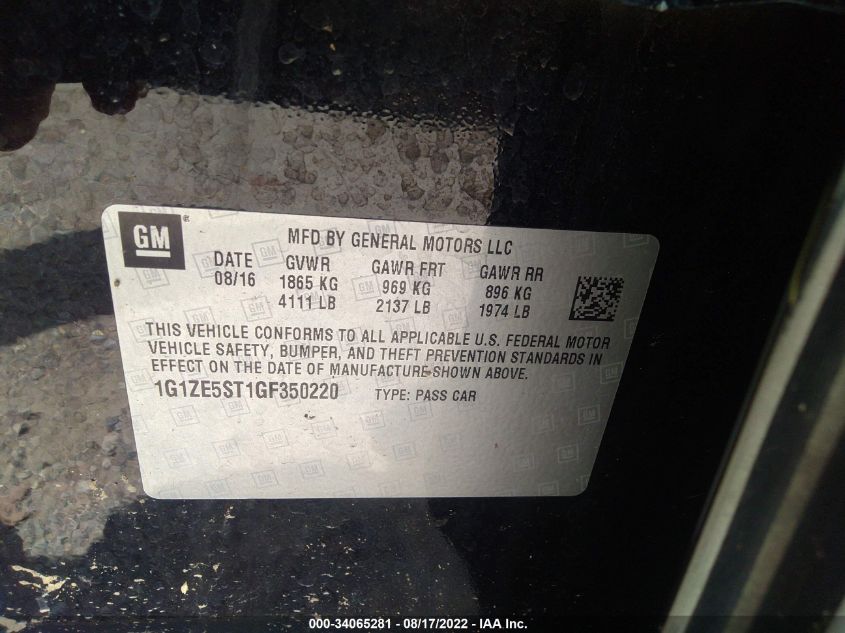 GM ®
MFD BY GENERAL MOTORS LLC
DATE GVWR GAWR FRT GAWR RR
08/16 1865 KG 969 KG 896 KG
4111 LB 2137 LB 1974 LB
THIS VEHICLE CONFORMS TO ALL APPLICABLE U.S. FEDERAL MOTOR
VEHICLE SAFETY, BUMPER, AND THEFT PREVENTION STANDARDS IN
EFFECT ON THE DATE OF MANUFACTURE SHOWN ABOVE.
1G1ZE5ST1GF350220 TYPE: PASS CAR
000-34065281 - 08/17/2022 - IAA Inc.